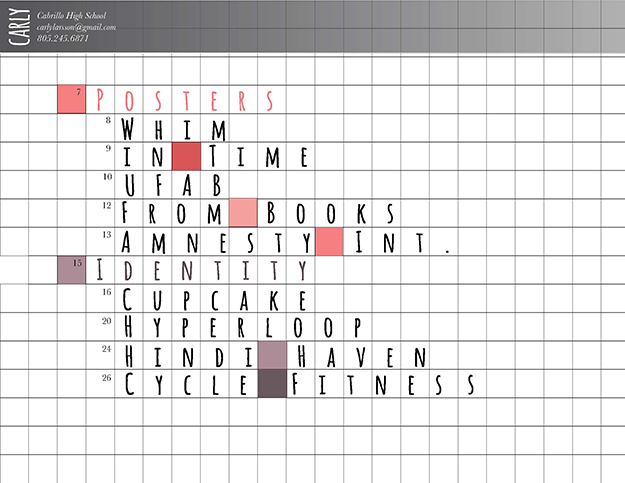 CARLY
Cabrillo High School
carlylarsson@gmail.com
805.245.6871
7 POSTERS
8 WHIM
9 IN TIME
10 UFAB
12 FROM BOOKS
13 AMNESTY INT.
15 IDENTITY
16 CUPCAKE
20 HYPERLOOP
24 HINDI HAVEN
26 CYCLE FITNESS